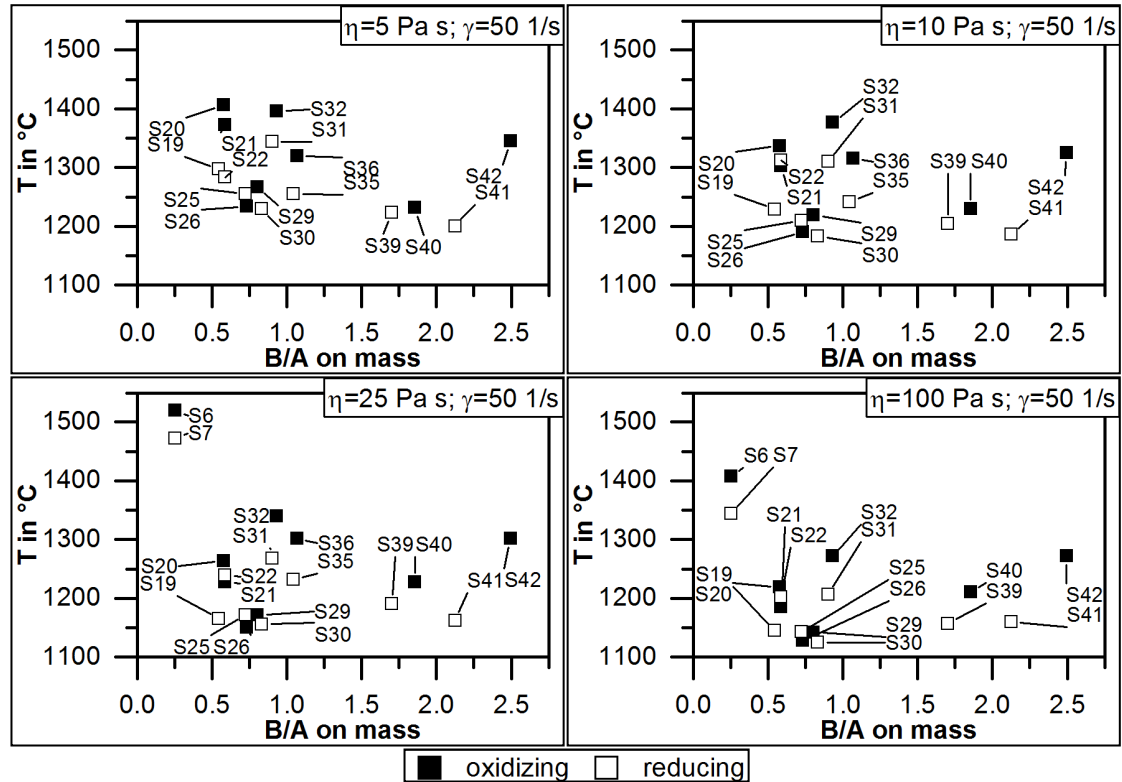 η=5 Pa s; γ=50 1/s
T in °C
1500
1400
1300
1200
1100
S20
S19
S21
S22
S32
S31
S36
S35
S25
S26
S29
S30
S39 S40
S42
S41
0.0 0.5 1.0 1.5 2.0 2.5
B/A on mass
η=10 Pa s; γ=50 1/s
1500
1400
1300
1200
1100
T in °C
S32
S31
S20
S19
S22
S21
S36
S35
S39 S40
S25
S26
S29
S30
S42
S41
0.0 0.5 1.0 1.5 2.0 2.5
B/A on mass
η=25 Pa s; γ=50 1/s
T in °C
1500
1400
1300
1200
1100
S6
S7
S32
S31
S36
S35
S20
S19
S22
S21
S39 S40
S41 S42
S29
S30
S25 S26
0.0 0.5 1.0 1.5 2.0 2.5
B/A on mass
η=100 Pa s; γ=50 1/s
T in °C
1500
1400
1300
1200
1100
S6 S7
S21
S22
S32
S31
S19
S20
S25
S26
S29
S30
S40
S39
S42
S41
0.0 0.5 1.0 1.5 2.0 2.5
B/A on mass
oxidizing reducing